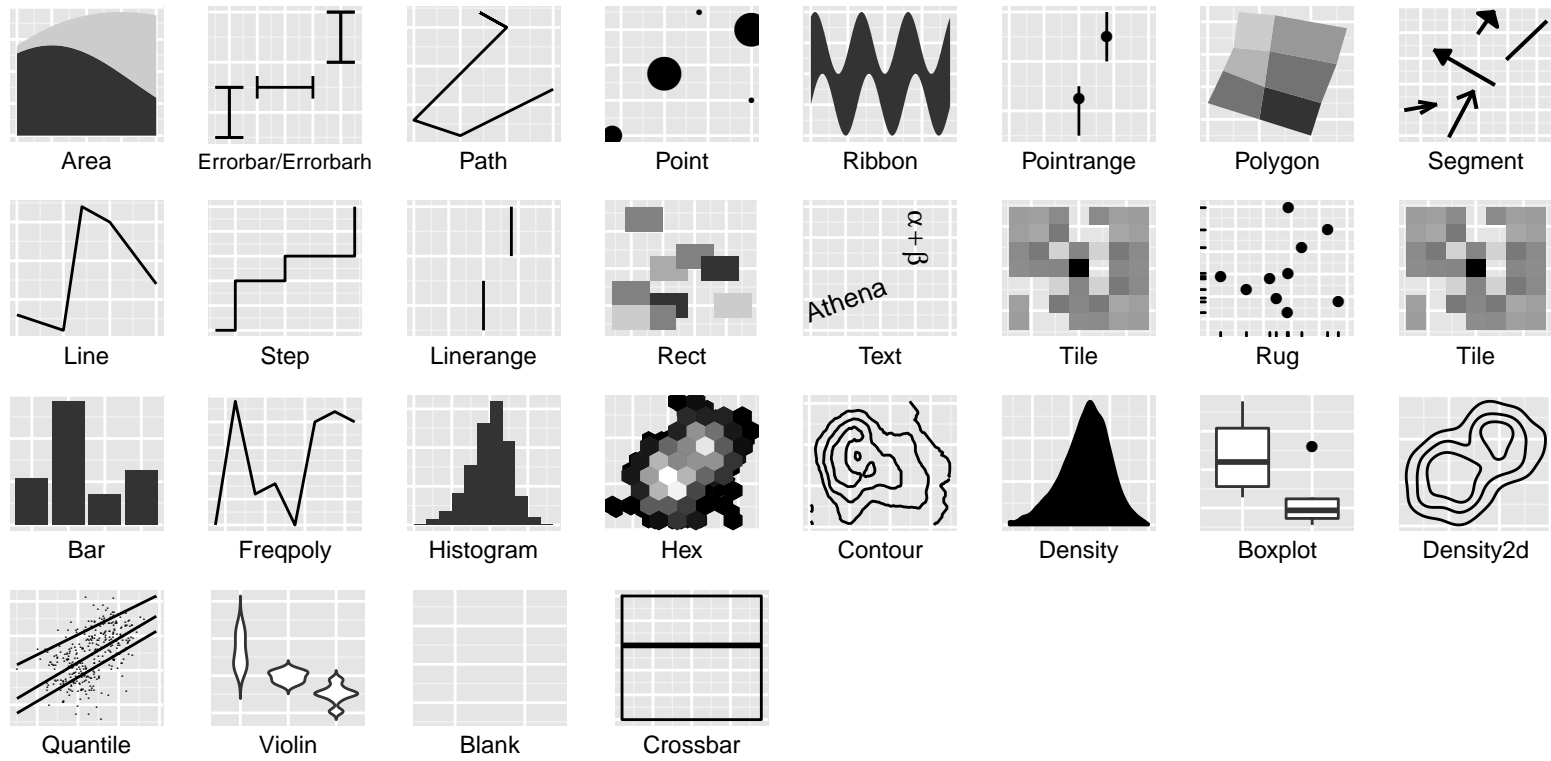 Area
Errorbar/Errorbarh
Path
Point
Ribbon
Pointrange
Polygon
Segment
α + β
Athena
Line
Step
Linerange
Rect
Text
Tile
Rug
Tile
Bar
Freqpoly
Histogram
Hex
Contour
Density
Boxplot
Density2d
Quantile
Violin
Blank
Crossbar